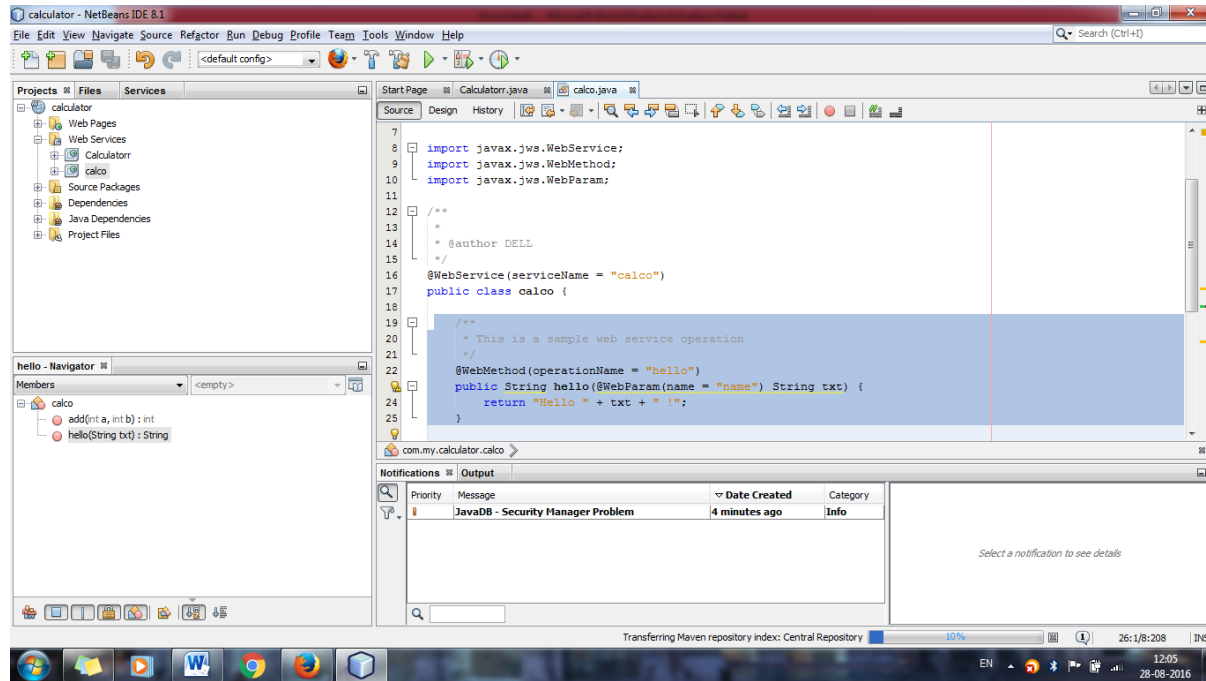 calculator - NetBeans IDE 8.1
File Edit View Navigate Source Refactor Run Debug Profile Team Tools Window Help
Search (Ctrl+I)
<default config>
Projects Files Services
calculator
Web Pages
Web Services
Calculatorr
calco
Source Packages
Dependencies
Java Dependencies
Project Files
Start Page Calculatorr.java calco.java
Source Design History
7
8 import javax.jws.WebService;
9 import javax.jws.WebMethod;
10 import javax.jws.WebParam;
11
12 /**
13 *
14 * @author DELL
15 */
16 @WebService(serviceName = "calco")
17 public class calco {
18
19 /**
20 * This is a sample web service operation
21 */
22 @WebMethod(operationName = "hello")
public String hello(@WebParam(name = "name") String txt) {
24 return "Hello " + txt + " !";
25 }
com.my.calculator.calco
hello - Navigator
Members <empty>
calco
add(int a, int b) : int
hello(String txt) : String
Notifications Output
Priority Message Date Created Category
JavaDB - Security Manager Problem 4 minutes ago Info
Select a notification to see details
Transferring Maven repository index: Central Repository 10% 1 26:1/8:208 INS
EN 12:05
28-08-2016